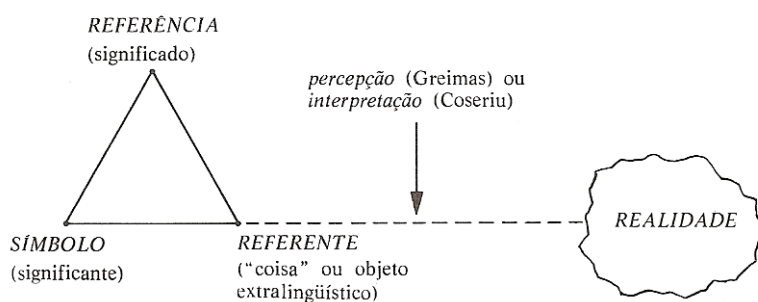 REFERÊNCIA
(significado)
percepção (Greimas) ou
interpretação (Coseriu)
REALIDADE
SÍMBOLO
(significante)
REFERENTE
("coisa" ou objeto
extralingüístico)